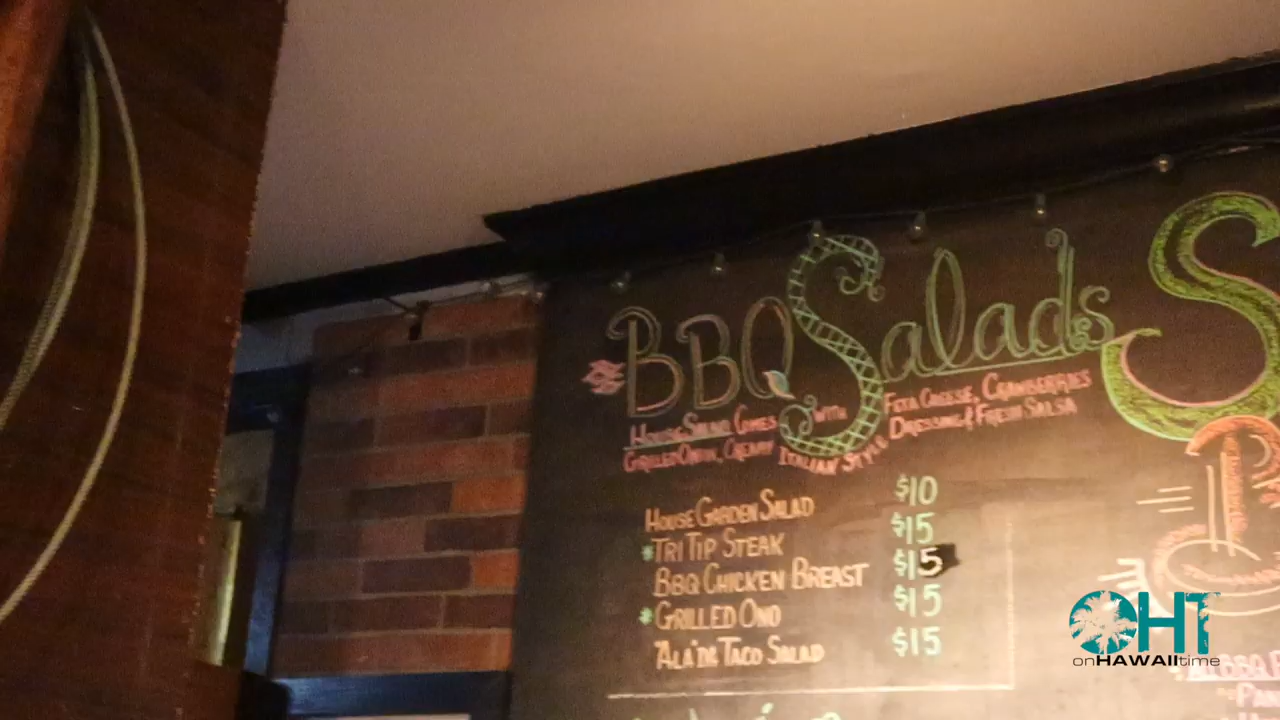 BBQ Salads
House Salad Comes with Feta Cheese, Cranberries
Grilled Onion, Creamy Italian Style Dressing & Fresh Salsa
House Garden Salad $10
*Tri Tip Steak $15
BBQ Chicken Breast $15
*Grilled Ono $15
'Ala'da Taco Salad $15
S
OHT
onHAWAIItime